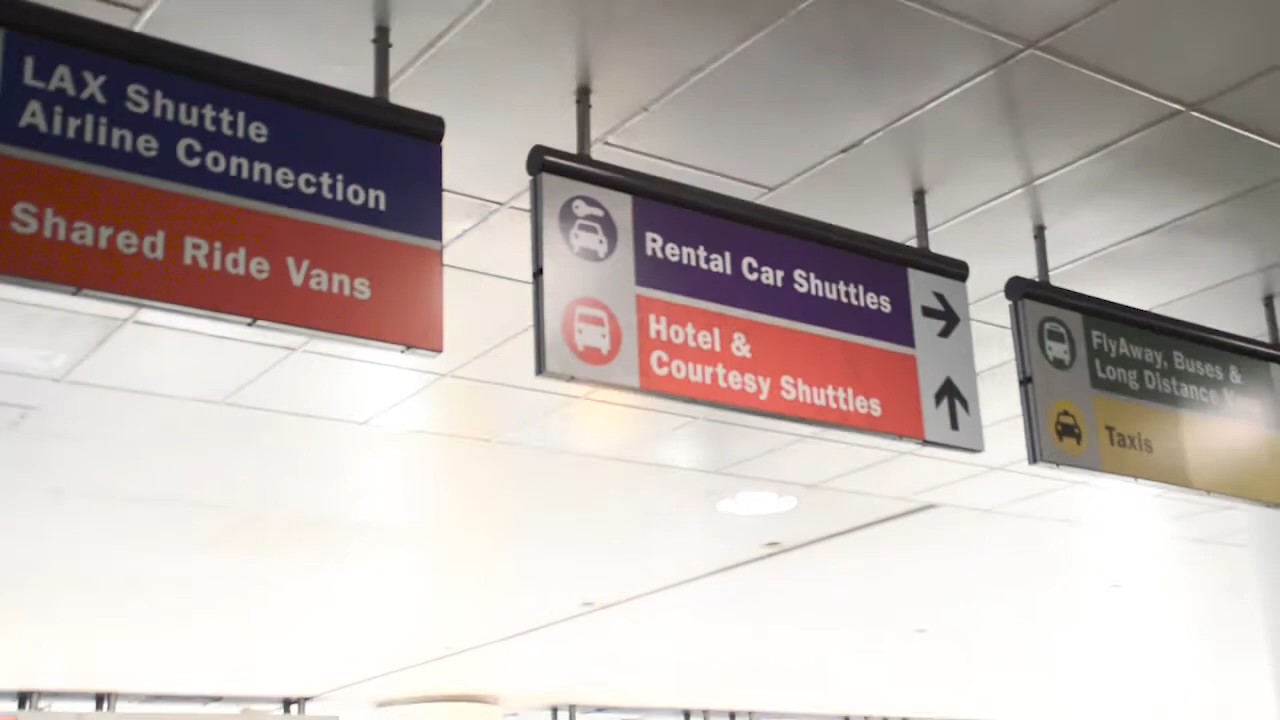 LAX Shuttle
Airline Connection
Shared Ride Vans
Rental Car Shuttles
Hotel &
Courtesy Shuttles
FlyAway, Buses &
Long Distance
Taxis